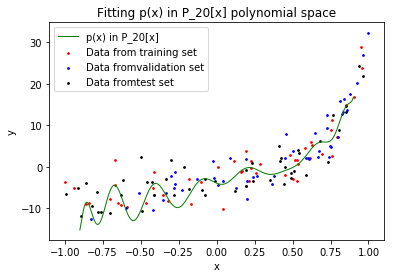 Fitting p(x) in P_20[x] polynomial space
p(x) in P_20[x]
Data from training set
Data fromvalidation set
Data fromtest set
y
30
20
10
0
−10
−1.00 −0.75 −0.50 −0.25 0.00 0.25 0.50 0.75 1.00
x